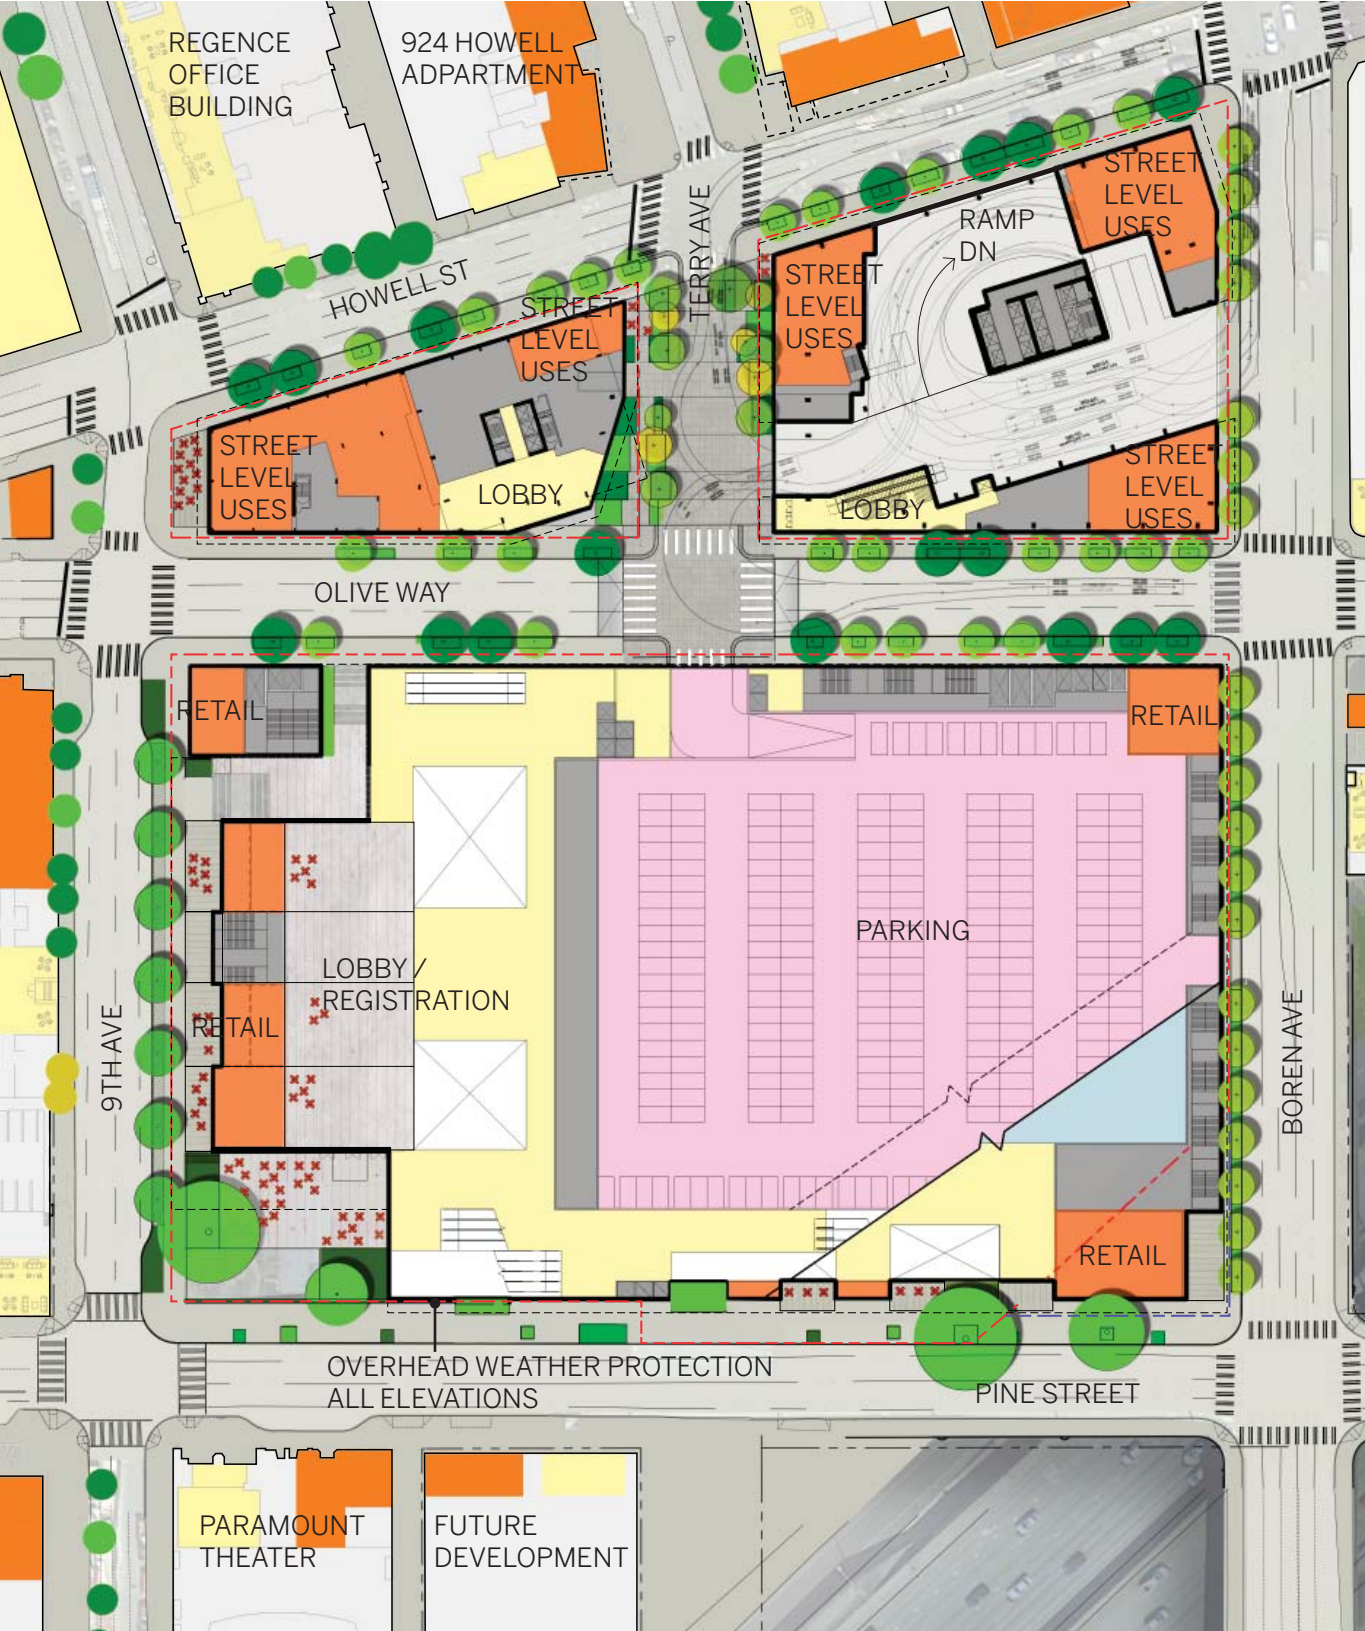 REGENCE
OFFICE
BUILDING
924 HOWELL
ADPARTMENT
TERRY AVE
HOWELL ST
STREET
LEVEL
USES
RAMP
DN
STREET
LEVEL
USES
STREET
LEVEL
USES
STREET
LEVEL
USES
LOBBY
LOBBY
STREET
LEVEL
USES
OLIVE WAY
RETAIL
RETAIL
PARKING
LOBBY /
REGISTRATION
RETAIL
9TH AVE
BOREN AVE
RETAIL
OVERHEAD WEATHER PROTECTION
ALL ELEVATIONS
PINE STREET
PARAMOUNT
THEATER
FUTURE
DEVELOPMENT